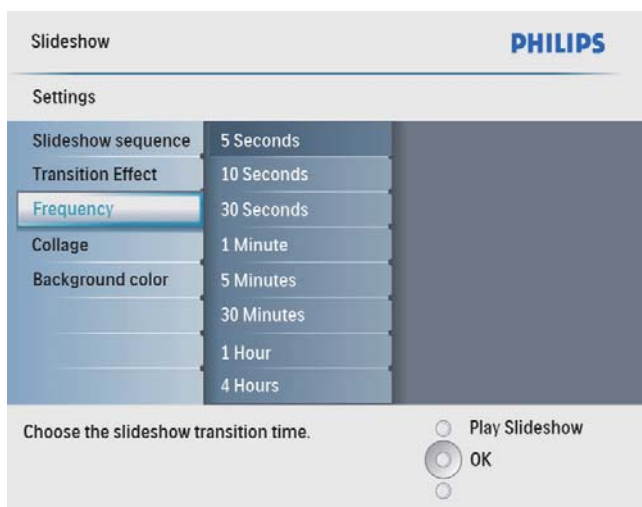 Slideshow PHILIPS
Settings
Slideshow sequence 5 Seconds
Transition Effect 10 Seconds
Frequency 30 Seconds
Collage 1 Minute
Background color 5 Minutes
30 Minutes
1 Hour
4 Hours
Choose the slideshow transition time. Play Slideshow
OK